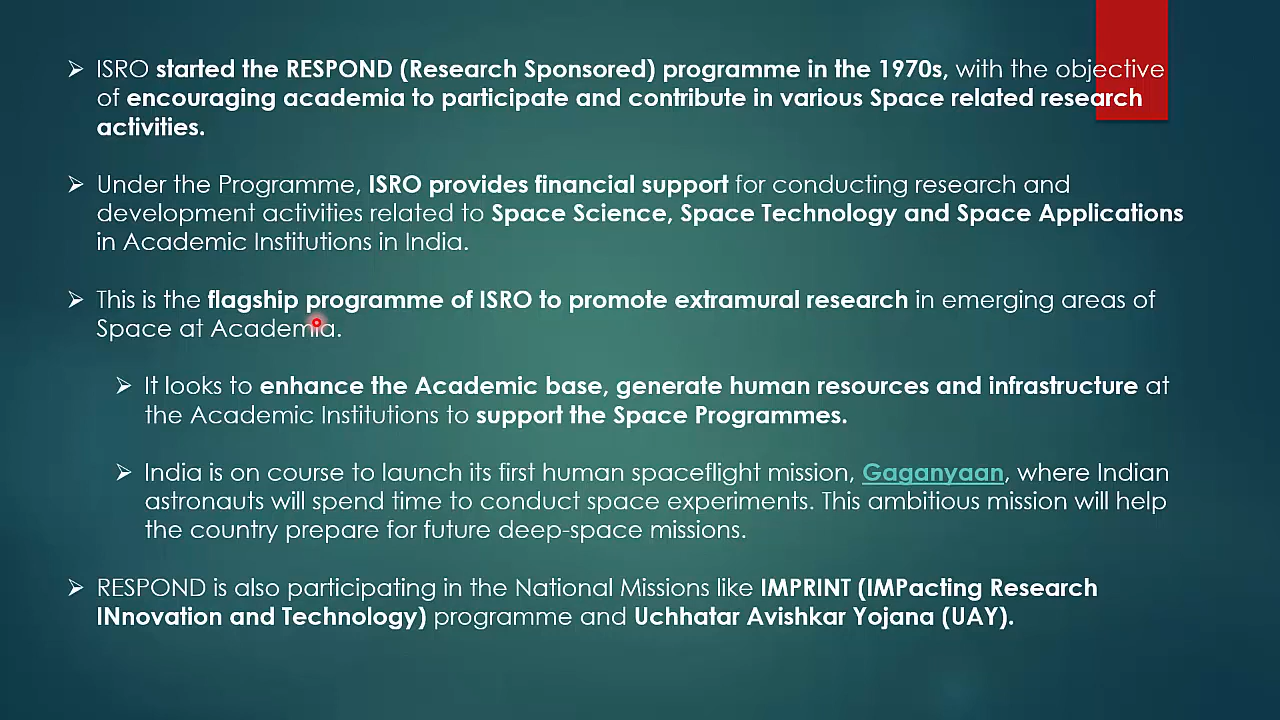 ISRO started the RESPOND (Research Sponsored) programme in the 1970s, with the objective
of encouraging academia to participate and contribute in various Space related research
activities.
Under the Programme, ISRO provides financial support for conducting research and
development activities related to Space Science, Space Technology and Space Applications
in Academic Institutions in India.
This is the flagship programme of ISRO to promote extramural research in emerging areas of
Space at Academia.
It looks to enhance the Academic base, generate human resources and infrastructure at
the Academic Institutions to support the Space Programmes.
India is on course to launch its first human spaceflight mission, Gaganyaan, where Indian
astronauts will spend time to conduct space experiments. This ambitious mission will help
the country prepare for future deep-space missions.
RESPOND is also participating in the National Missions like IMPRINT (IMPacting Research
INnovation and Technology) programme and Uchhatar Avishkar Yojana (UAY).